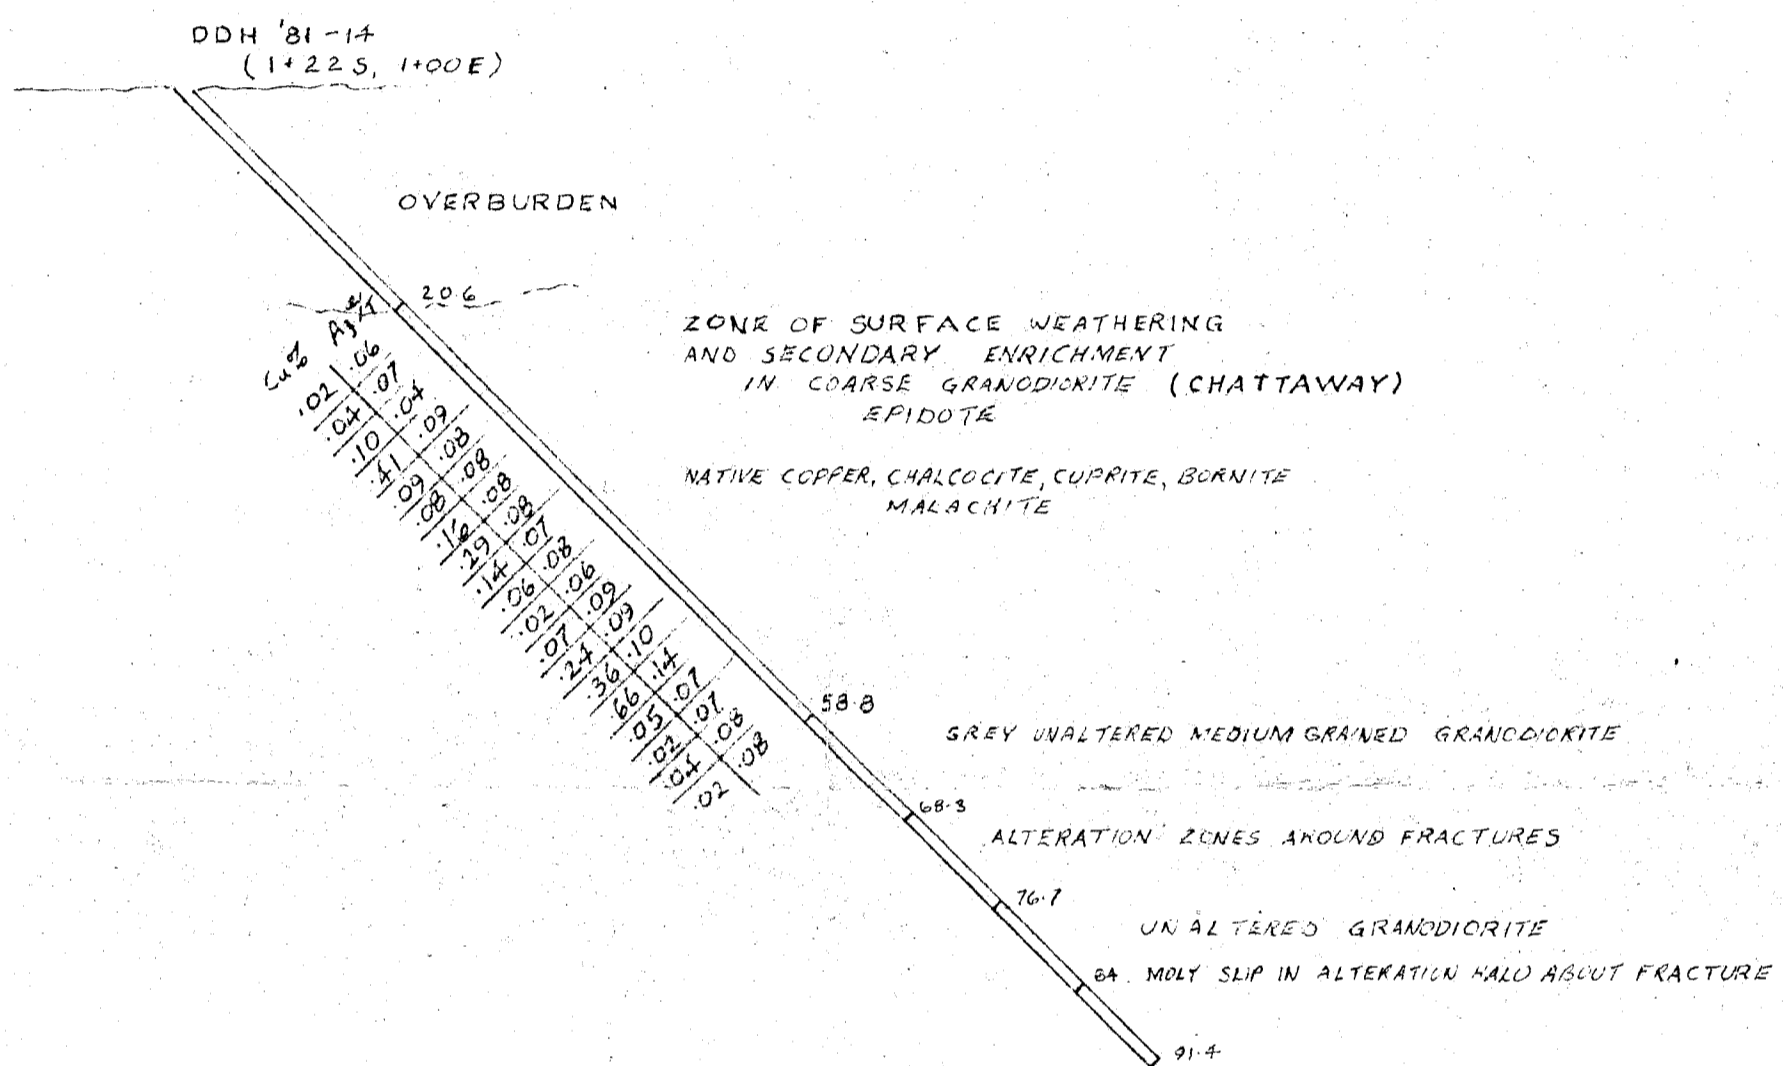 DDH '81-14
(1+22S, 1+00E)
OVERBURDEN
20.6
ZONE OF SURFACE WEATHERING
AND SECONDARY ENRICHMENT
IN COARSE GRANODIORITE (CHATTAWAY)
EPIDOTE
NATIVE COPPER, CHALCOCITE, CUPRITE, BORNITE
MALACHITE
Cu% Ag
.02 .06
.04 .07
.10 .04
.41 .09
.09 .08
.08 .08
.16 .08
.29 .08
.14 .07
.06 .08
.02 .06
.07 .09
.24 .09
.36 .10
.66 .14
.05 .07
.02 .07
.04 .08
.02 .08
58.8
GREY UNALTERED MEDIUM GRAINED GRANODIORITE
68.3
ALTERATION ZONES AROUND FRACTURES
76.7
UNALTERED GRANODIORITE
84. MOLY SLIP IN ALTERATION HALO ABOUT FRACTURE
91.4